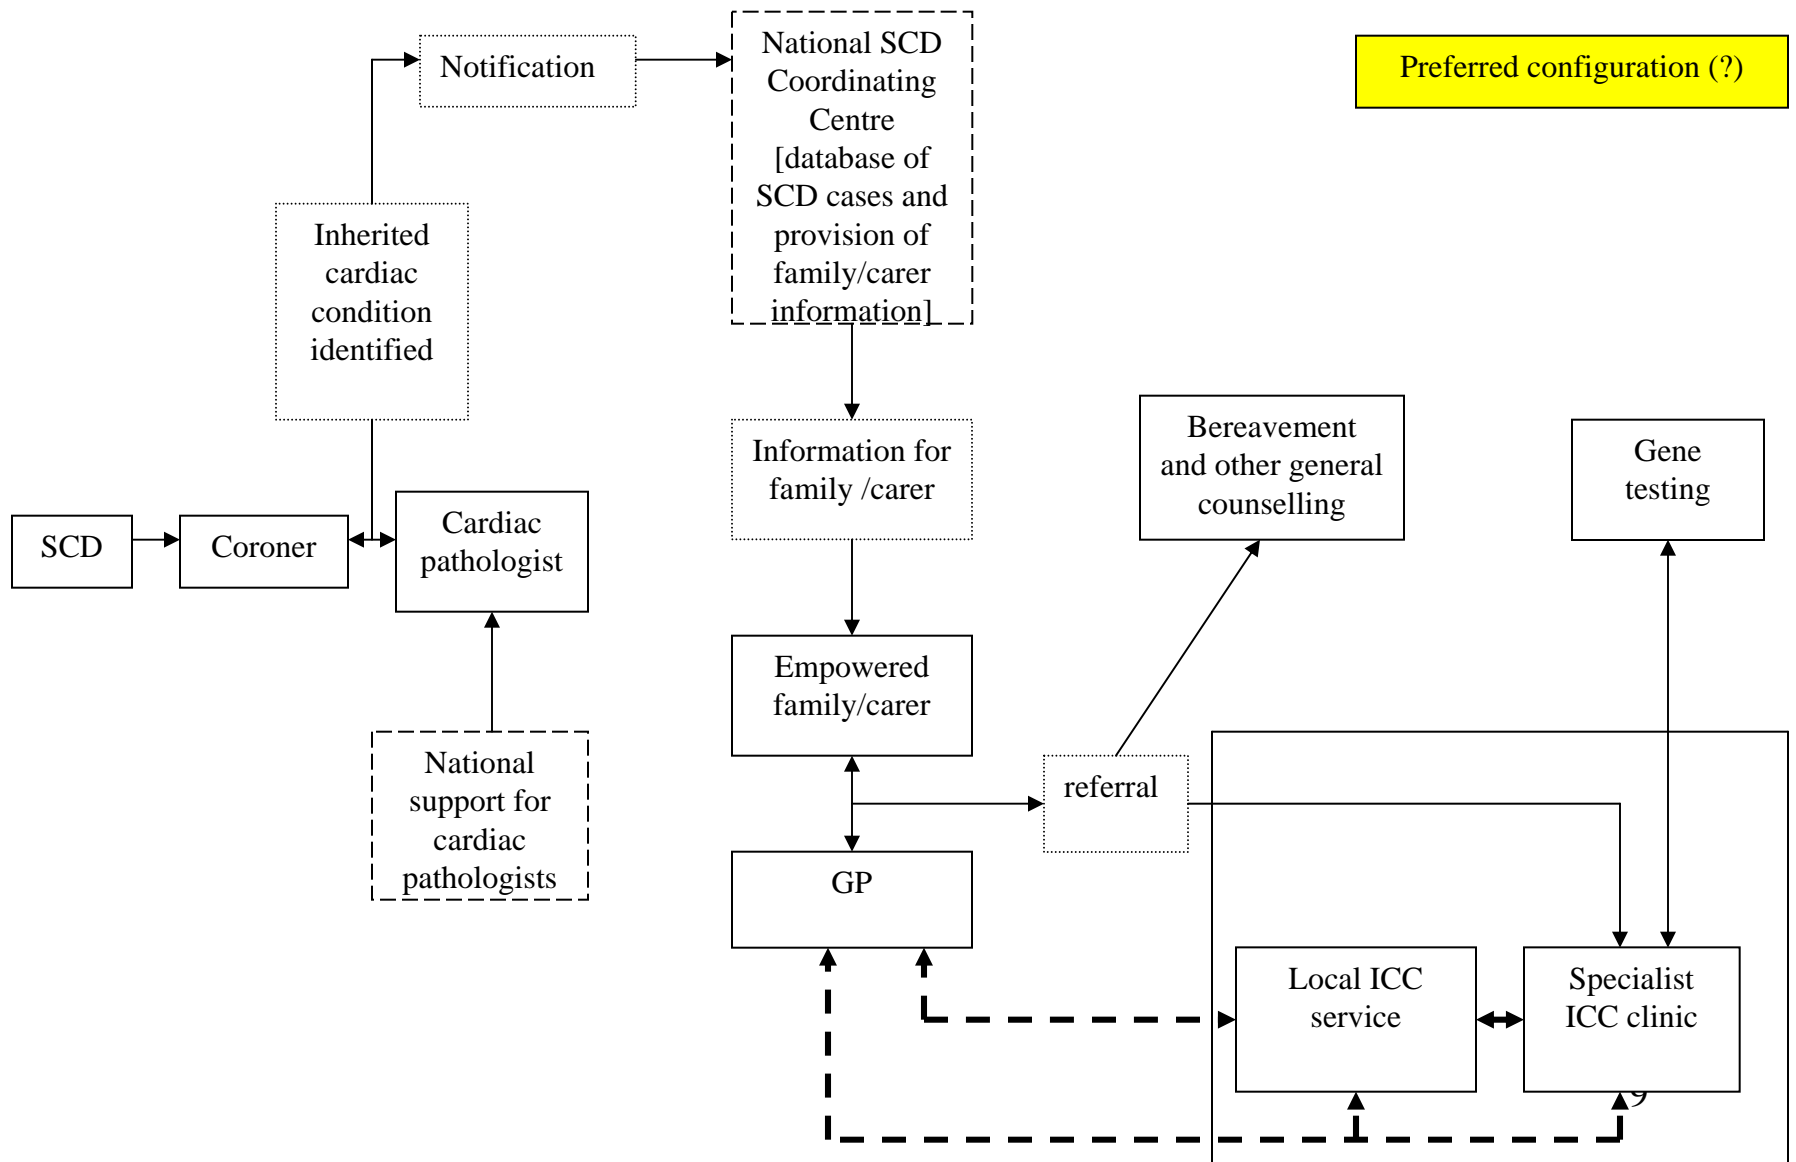 Notification
National SCD
Coordinating
Centre
[database of
SCD cases and
provision of
family/carer
information]
Preferred configuration (?)
Inherited
cardiac
condition
identified
Information for
family /carer
Bereavement
and other general
counselling
Gene
testing
SCD
Coroner
Cardiac
pathologist
Empowered
family/carer
National
support for
cardiac
pathologists
referral
GP
Local ICC
service
Specialist
ICC clinic
9